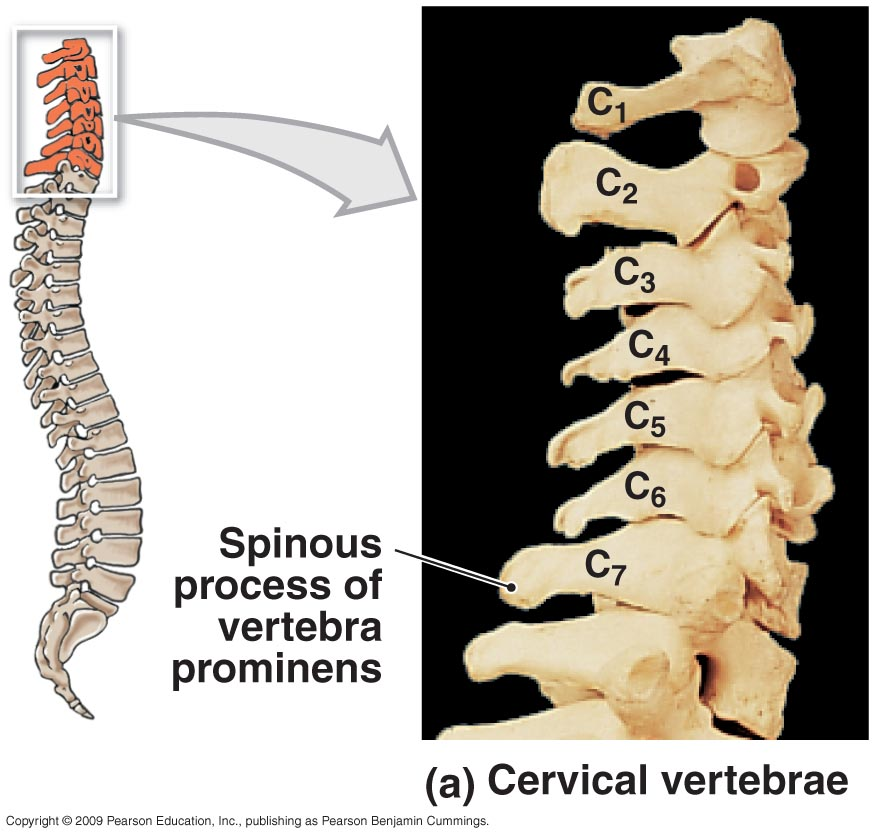 C1
C2
C3
C4
C5
C6
C7
Spinous
process of
vertebra
prominens
(a) Cervical vertebrae
Copyright © 2009 Pearson Education, Inc., publishing as Pearson Benjamin Cummings.